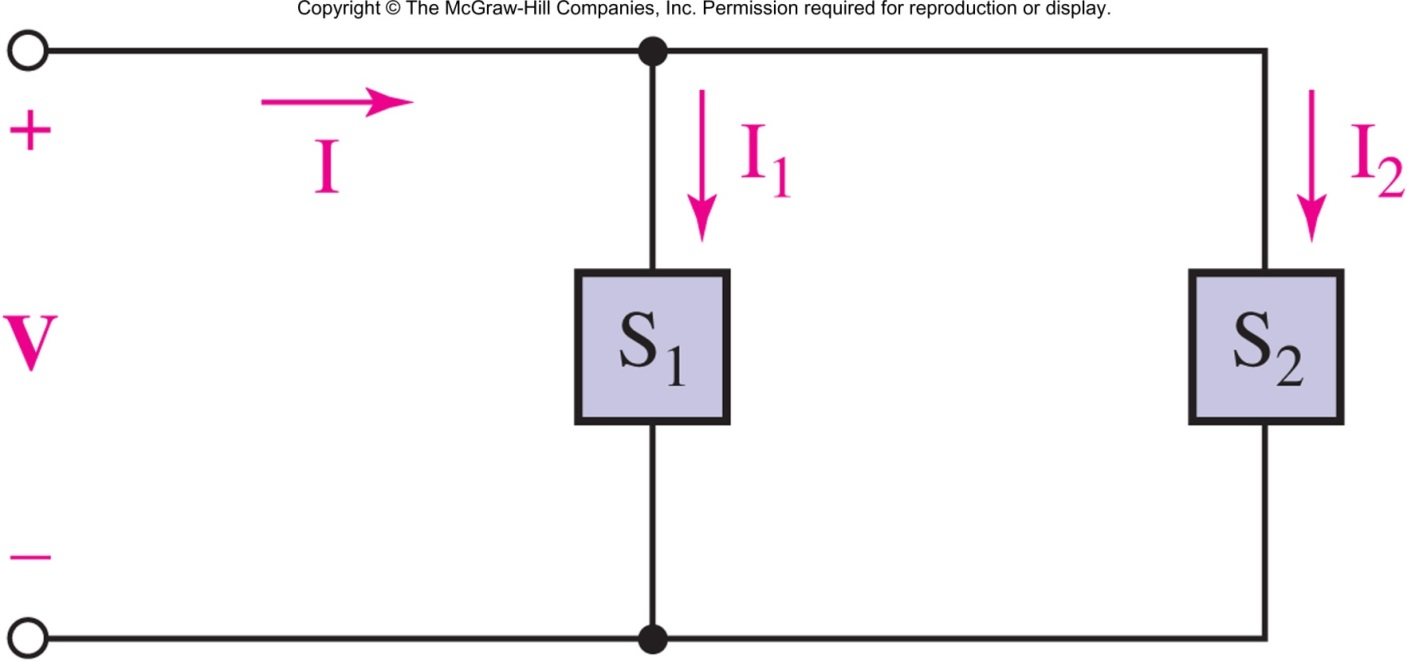 Copyright © The McGraw-Hill Companies, Inc. Permission required for reproduction or display.
+
I
I₁
I₂
V
S₁
S₂
−